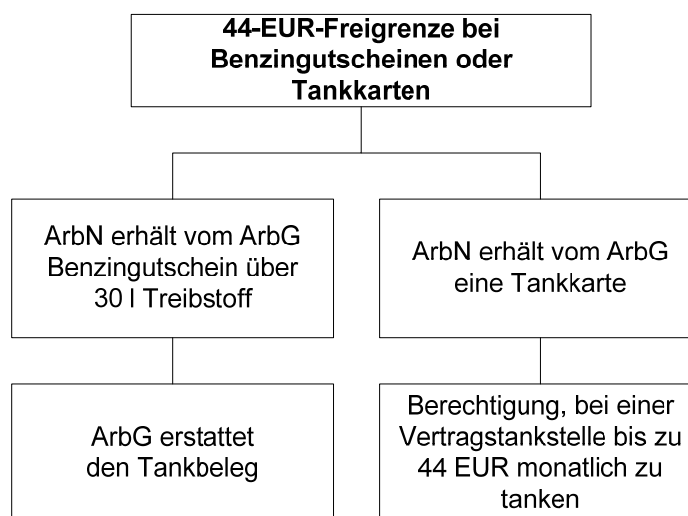 44-EUR-Freigrenze bei
Benzingutscheinen oder
Tankkarten
ArbN erhält vom ArbG
Benzingutschein über
30 l Treibstoff
ArbN erhält vom ArbG
eine Tankkarte
ArbG erstattet
den Tankbeleg
Berechtigung, bei einer
Vertragstankstelle bis zu
44 EUR monatlich zu
tanken